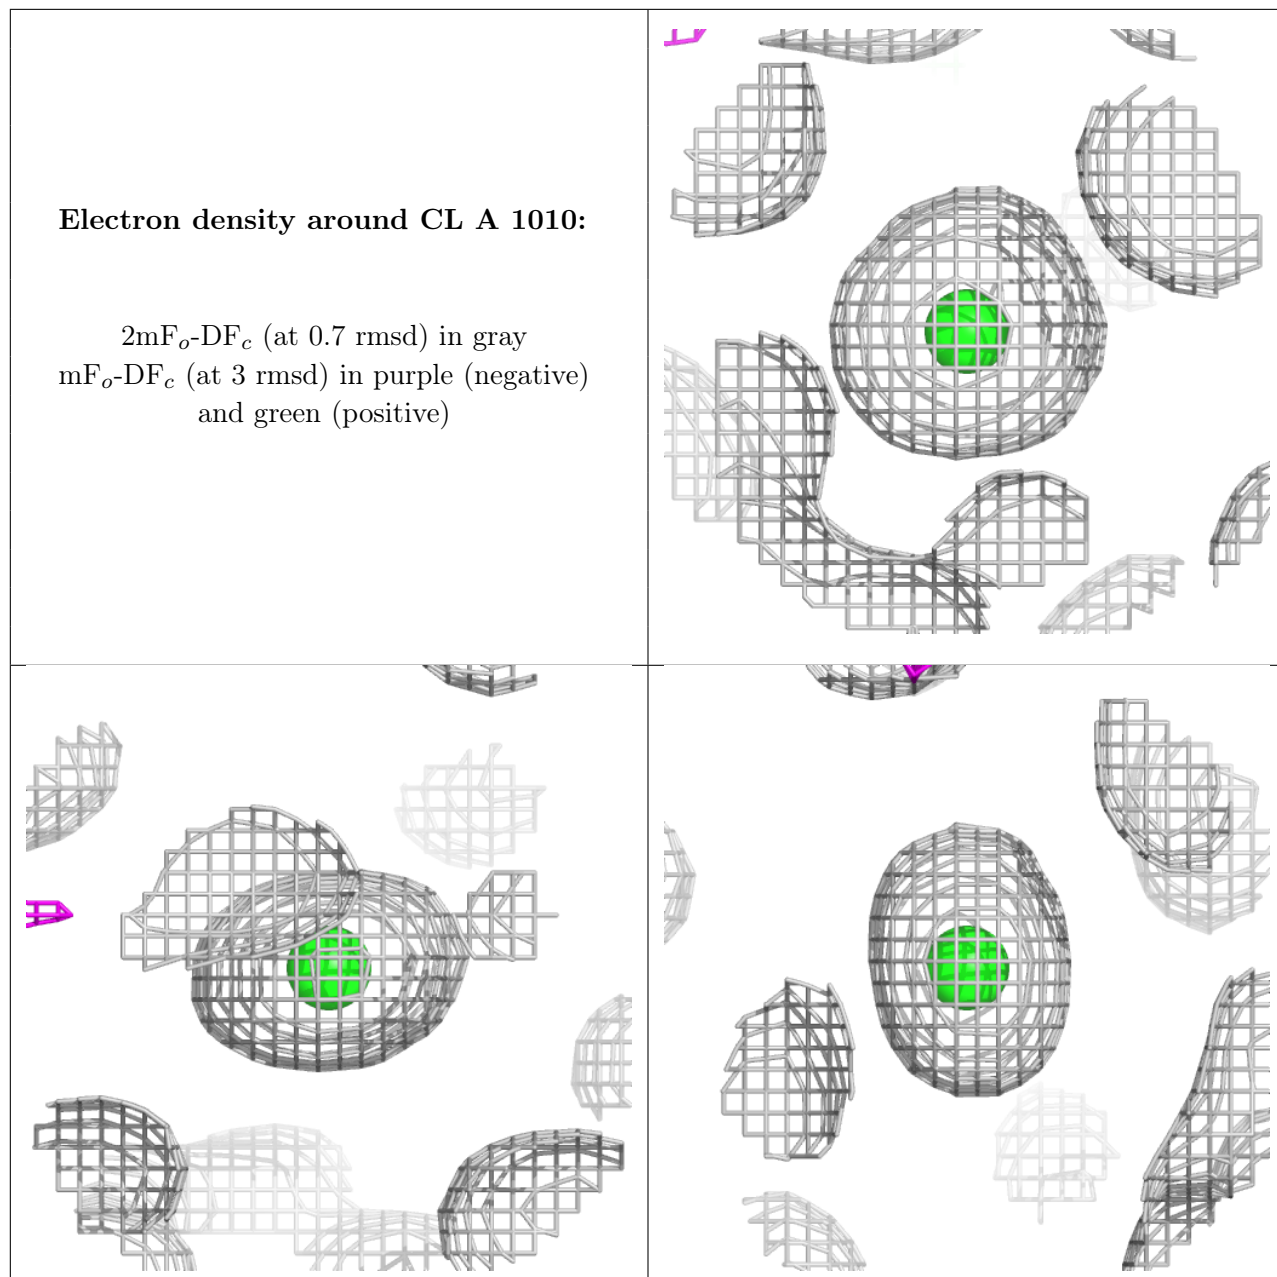 Electron density around CL A 1010:
2mFo-DFc (at 0.7 rmsd) in gray
mFo-DFc (at 3 rmsd) in purple (negative)
and green (positive)